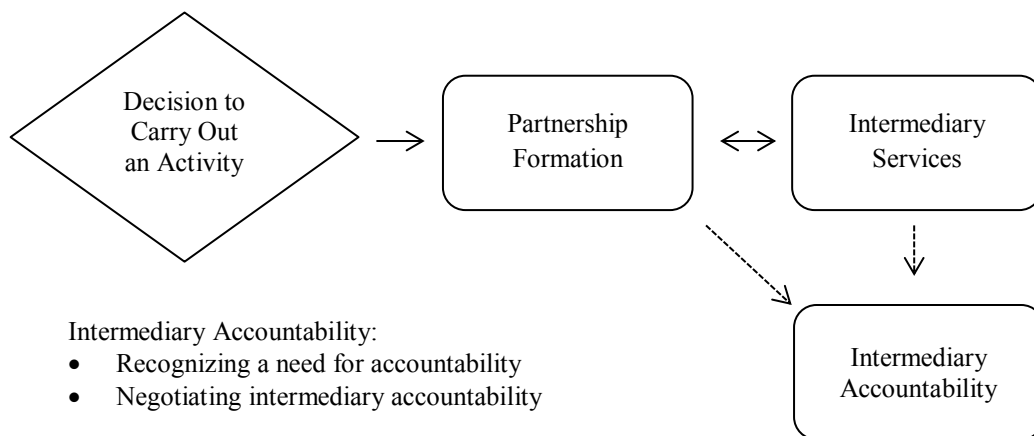 Decision to
Carry Out
an Activity
Partnership
Formation
Intermediary
Services
Intermediary Accountability:
• Recognizing a need for accountability
• Negotiating intermediary accountability
Intermediary
Accountability